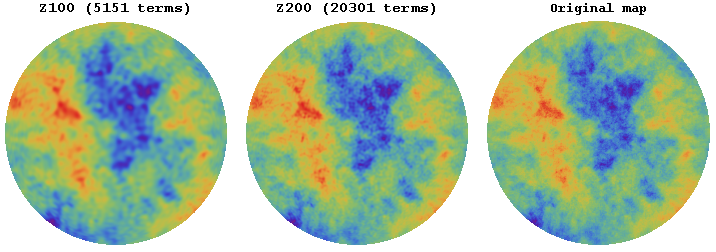 Z100 (5151 terms)
Z200 (20301 terms)
Original map